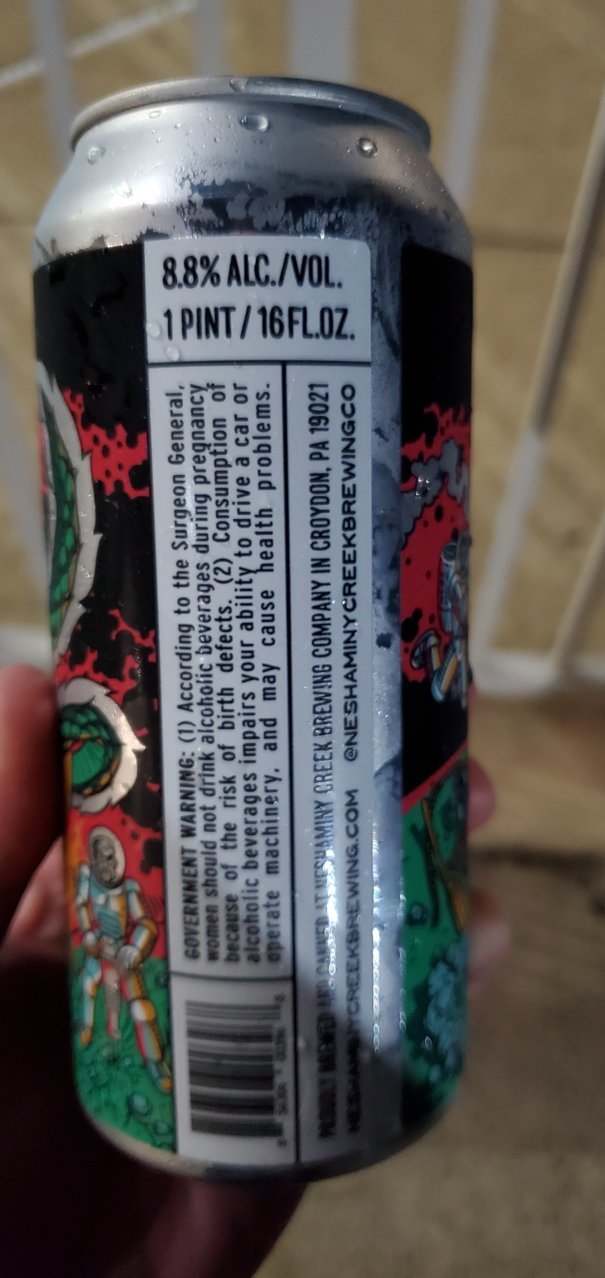 8.8% ALC./VOL.
1 PINT / 16 FL.OZ.
GOVERNMENT WARNING: (1) According to the Surgeon General,
women should not drink alcoholic beverages during pregnancy
because of the risk of birth defects. (2) Consumption of
alcoholic beverages impairs your ability to drive a car or
operate machinery, and may cause health problems.
PROUDLY BREWED AND CANNED AT NESHAMINY CREEK BREWING COMPANY IN CROYDON, PA 19021
NESHAMINYCREEKBREWING.COM @NESHAMINYCREEKBREWINGCO